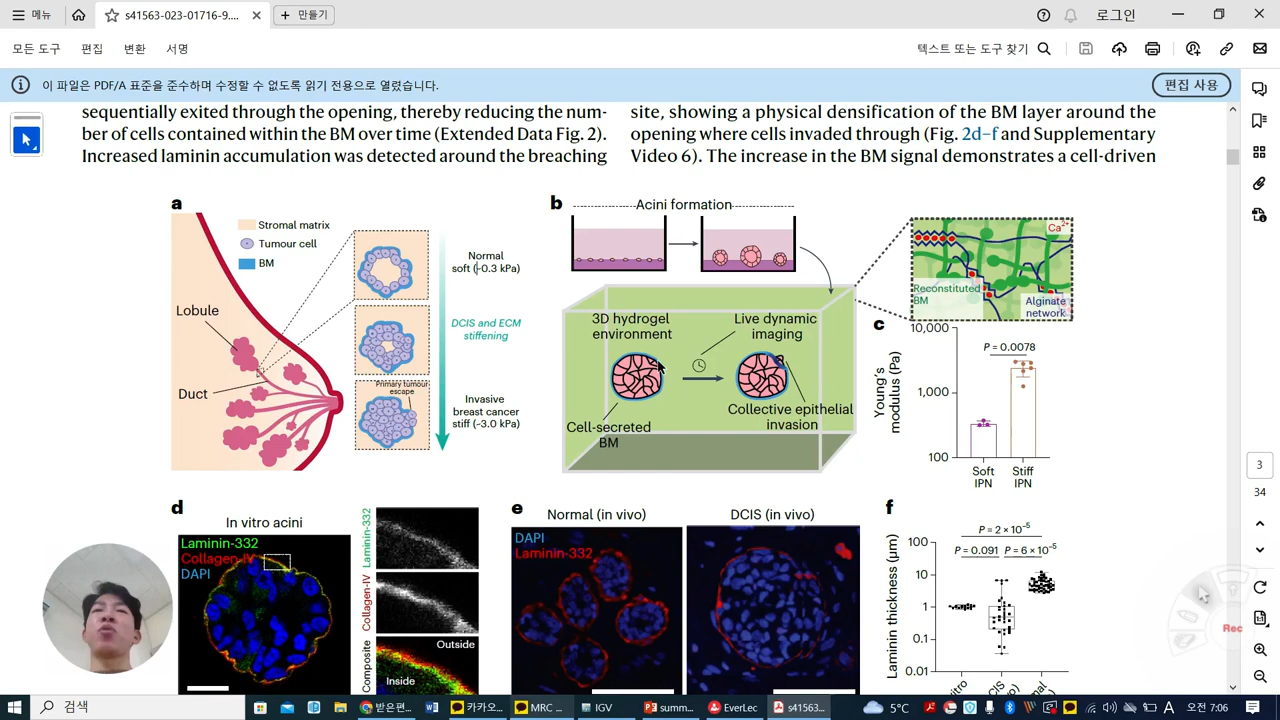 메뉴
s41563-023-01716-9....
만들기
로그인
모든 도구
편집
변환
서명
텍스트 또는 도구 찾기
이 파일은 PDF/A 표준을 준수하며 수정할 수 없도록 읽기 전용으로 열렸습니다.
편집 사용
sequentially exited through the opening, thereby reducing the num-
ber of cells contained within the BM over time (Extended Data Fig. 2).
Increased laminin accumulation was detected around the breaching
site, showing a physical densification of the BM layer around the
opening where cells invaded through (Fig. 2d–f and Supplementary
Video 6). The increase in the BM signal demonstrates a cell-driven
a
Stromal matrix
Tumour cell
BM
Lobule
Duct
Primary tumour
escape
Normal
soft (~0.3 kPa)
DCIS and ECM
stiffening
Invasive
breast cancer
stiff (~3.0 kPa)
b
Acini formation
3D hydrogel
environment
Live dynamic
imaging
Cell-secreted
BM
Collective epithelial
invasion
Ca2+
Reconstituted
BM
Alginate
network
c
Young's
modulus (Pa)
10,000
1,000
100
P = 0.0078
Soft
IPN
Stiff
IPN
d
In vitro acini
Laminin-332
Collagen-IV
DAPI
Laminin-332
Collagen-IV
Composite
Outside
Inside
e
Normal (in vivo)
DCIS (in vivo)
DAPI
Laminin-332
f
P = 2 × 10−5
P = 0.091
P = 6 × 10−5
Laminin thickness (μm)
100
10
1
0.1
0.01
3
34
Rec
검색
받은편...
카카오...
MRC ...
IGV
summ...
EverLec
s41563...
5°C
A
오전 7:06